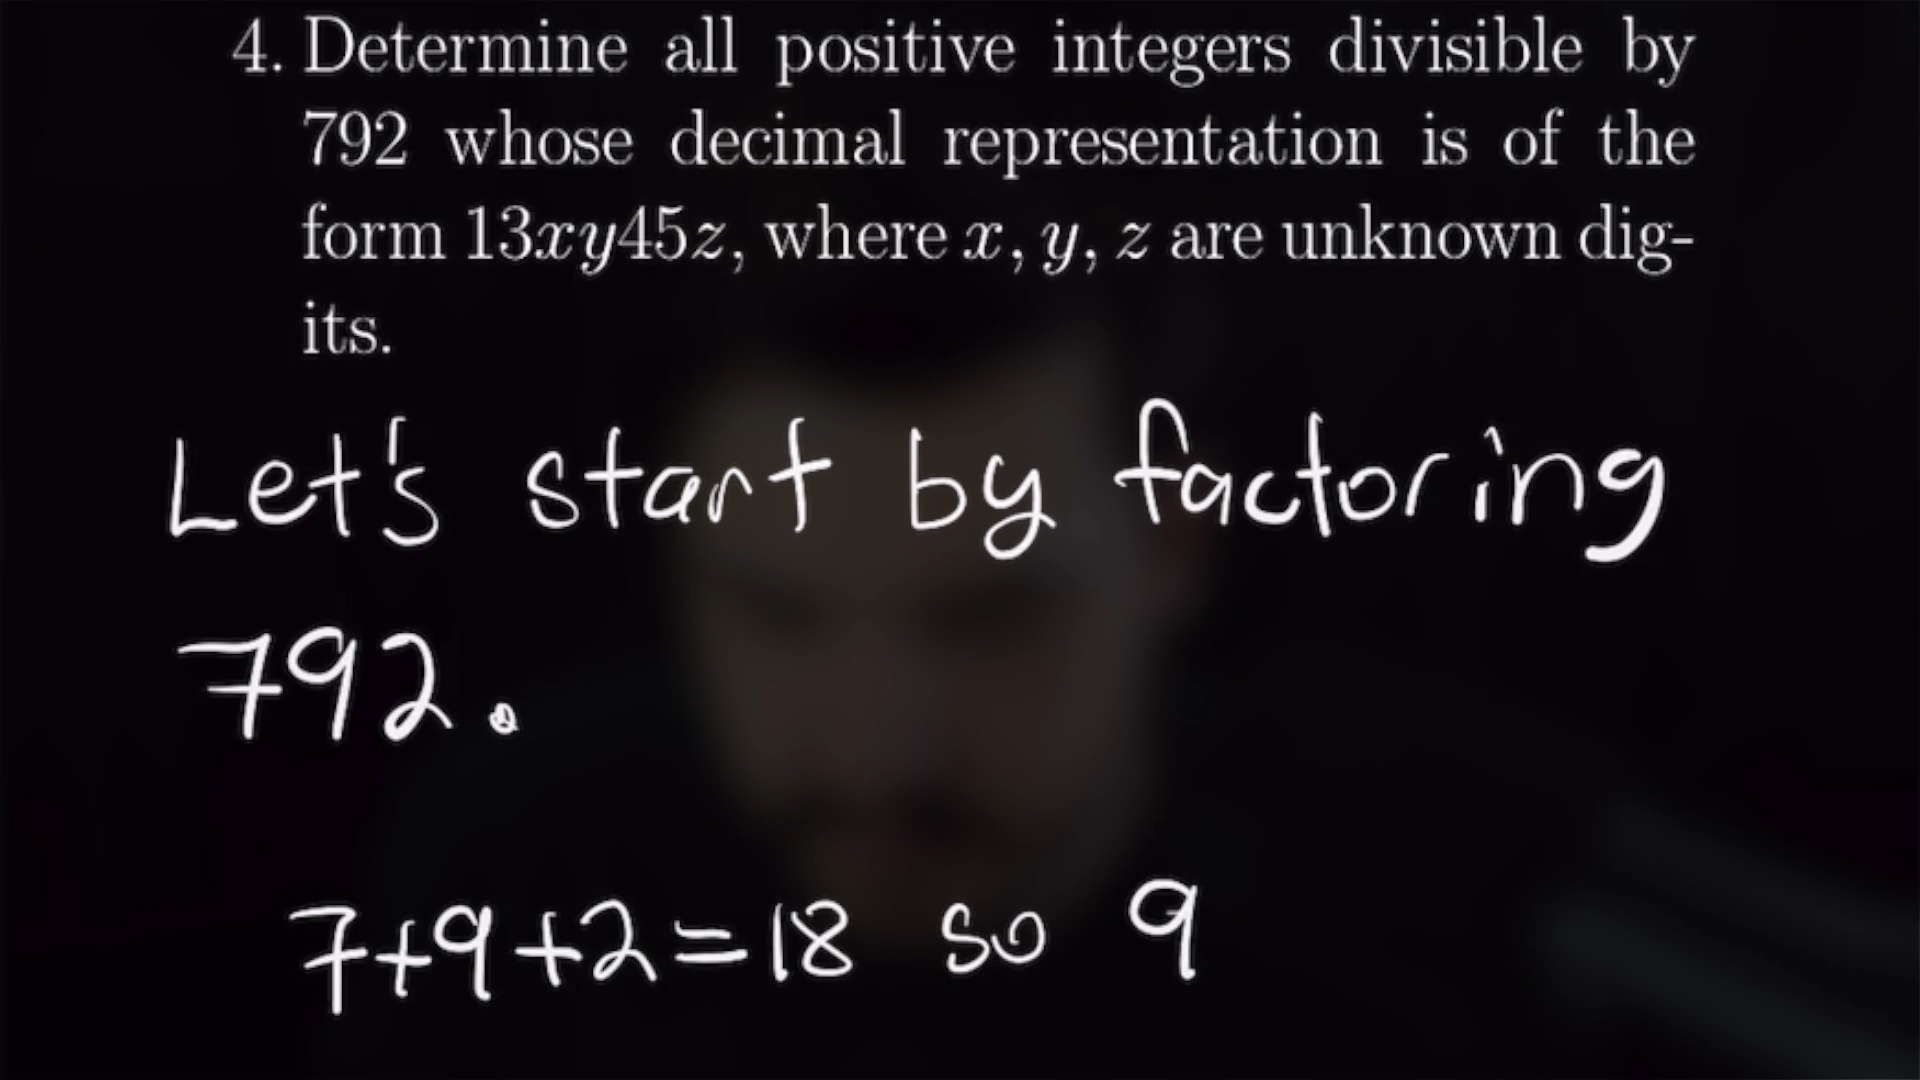 4. Determine all positive integers divisible by
792 whose decimal representation is of the
form 13xy45z, where x, y, z are unknown dig-
its.
Let's start by factoring
792.
7+9+2=18 so 9